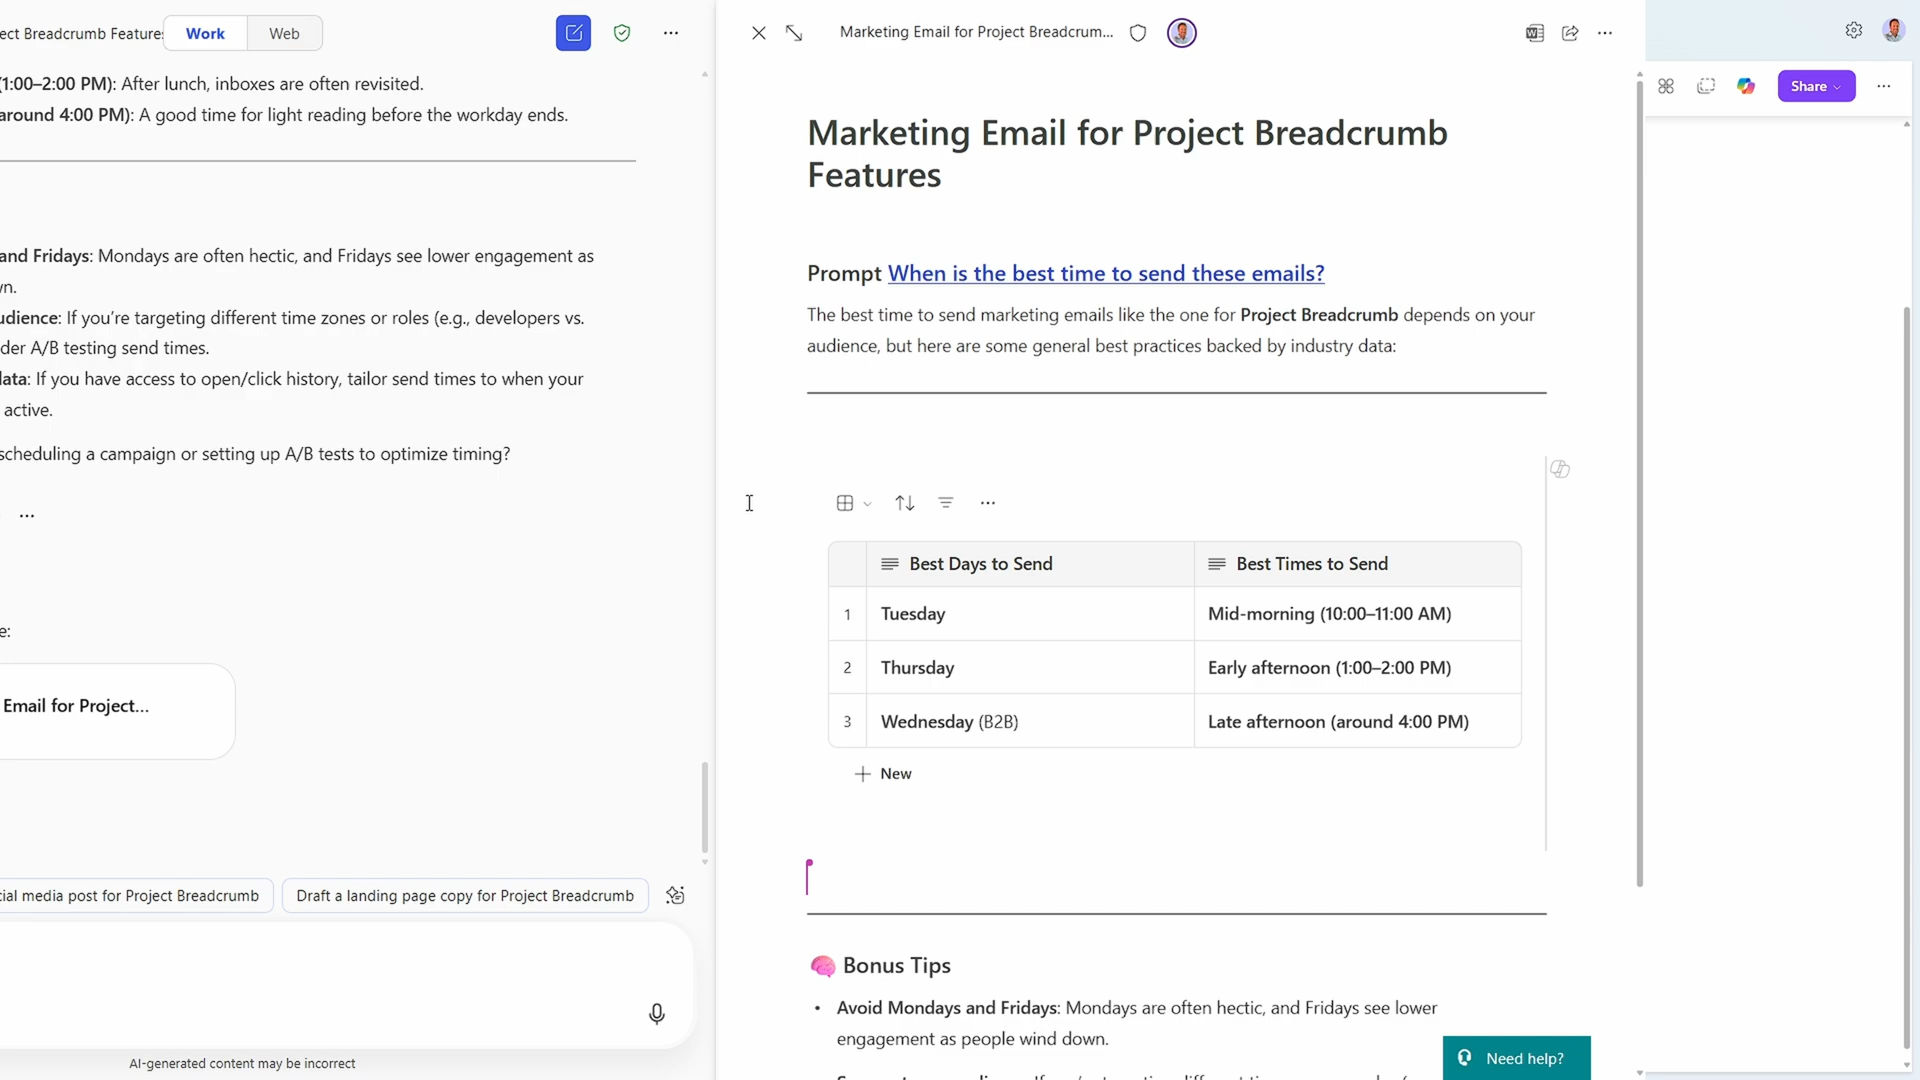 ect Breadcrumb Feature
Work
Web
(1:00–2:00 PM): After lunch, inboxes are often revisited.
around 4:00 PM): A good time for light reading before the workday ends.
and Fridays: Mondays are often hectic, and Fridays see lower engagement as
wn.
udience: If you're targeting different time zones or roles (e.g., developers vs.
der A/B testing send times.
data: If you have access to open/click history, tailor send times to when your
active.
scheduling a campaign or setting up A/B tests to optimize timing?
...
e:
Email for Project...
cial media post for Project Breadcrumb
Draft a landing page copy for Project Breadcrumb
AI-generated content may be incorrect
Marketing Email for Project Breadcrum...
Share
Marketing Email for Project Breadcrumb
Features
Prompt When is the best time to send these emails?
The best time to send marketing emails like the one for Project Breadcrumb depends on your
audience, but here are some general best practices backed by industry data:
Best Days to Send
Best Times to Send
1 Tuesday Mid-morning (10:00–11:00 AM)
2 Thursday Early afternoon (1:00–2:00 PM)
3 Wednesday (B2B) Late afternoon (around 4:00 PM)
+ New
🧠 Bonus Tips
• Avoid Mondays and Fridays: Mondays are often hectic, and Fridays see lower
engagement as people wind down.
Need help?